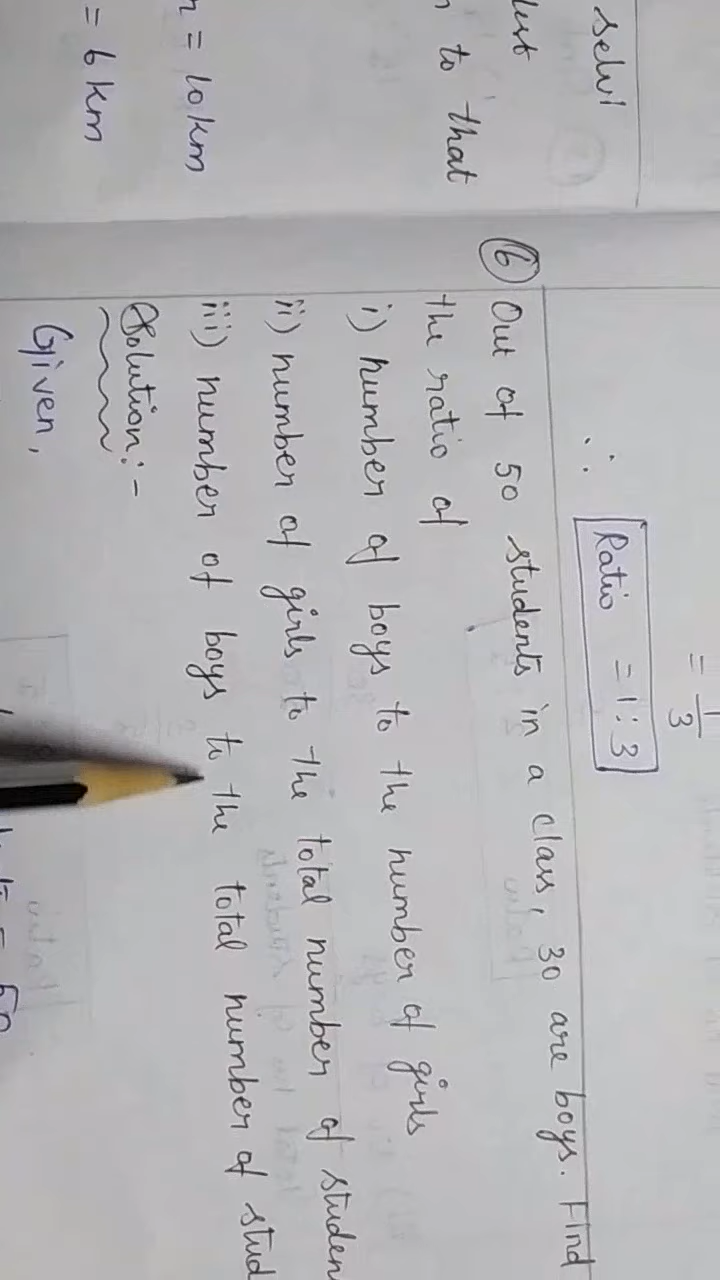 selvi
to that
= 10 km
= 6 km
= 1/3
∴ Ratio = 1:3
⑥ Out of 50 students in a class, 30 are boys. Find
the ratio of
i) number of boys to the number of girls
ii) number of girls to the total number of studen
iii) number of boys to the total number of stud
Solution:-
Given,
= 50